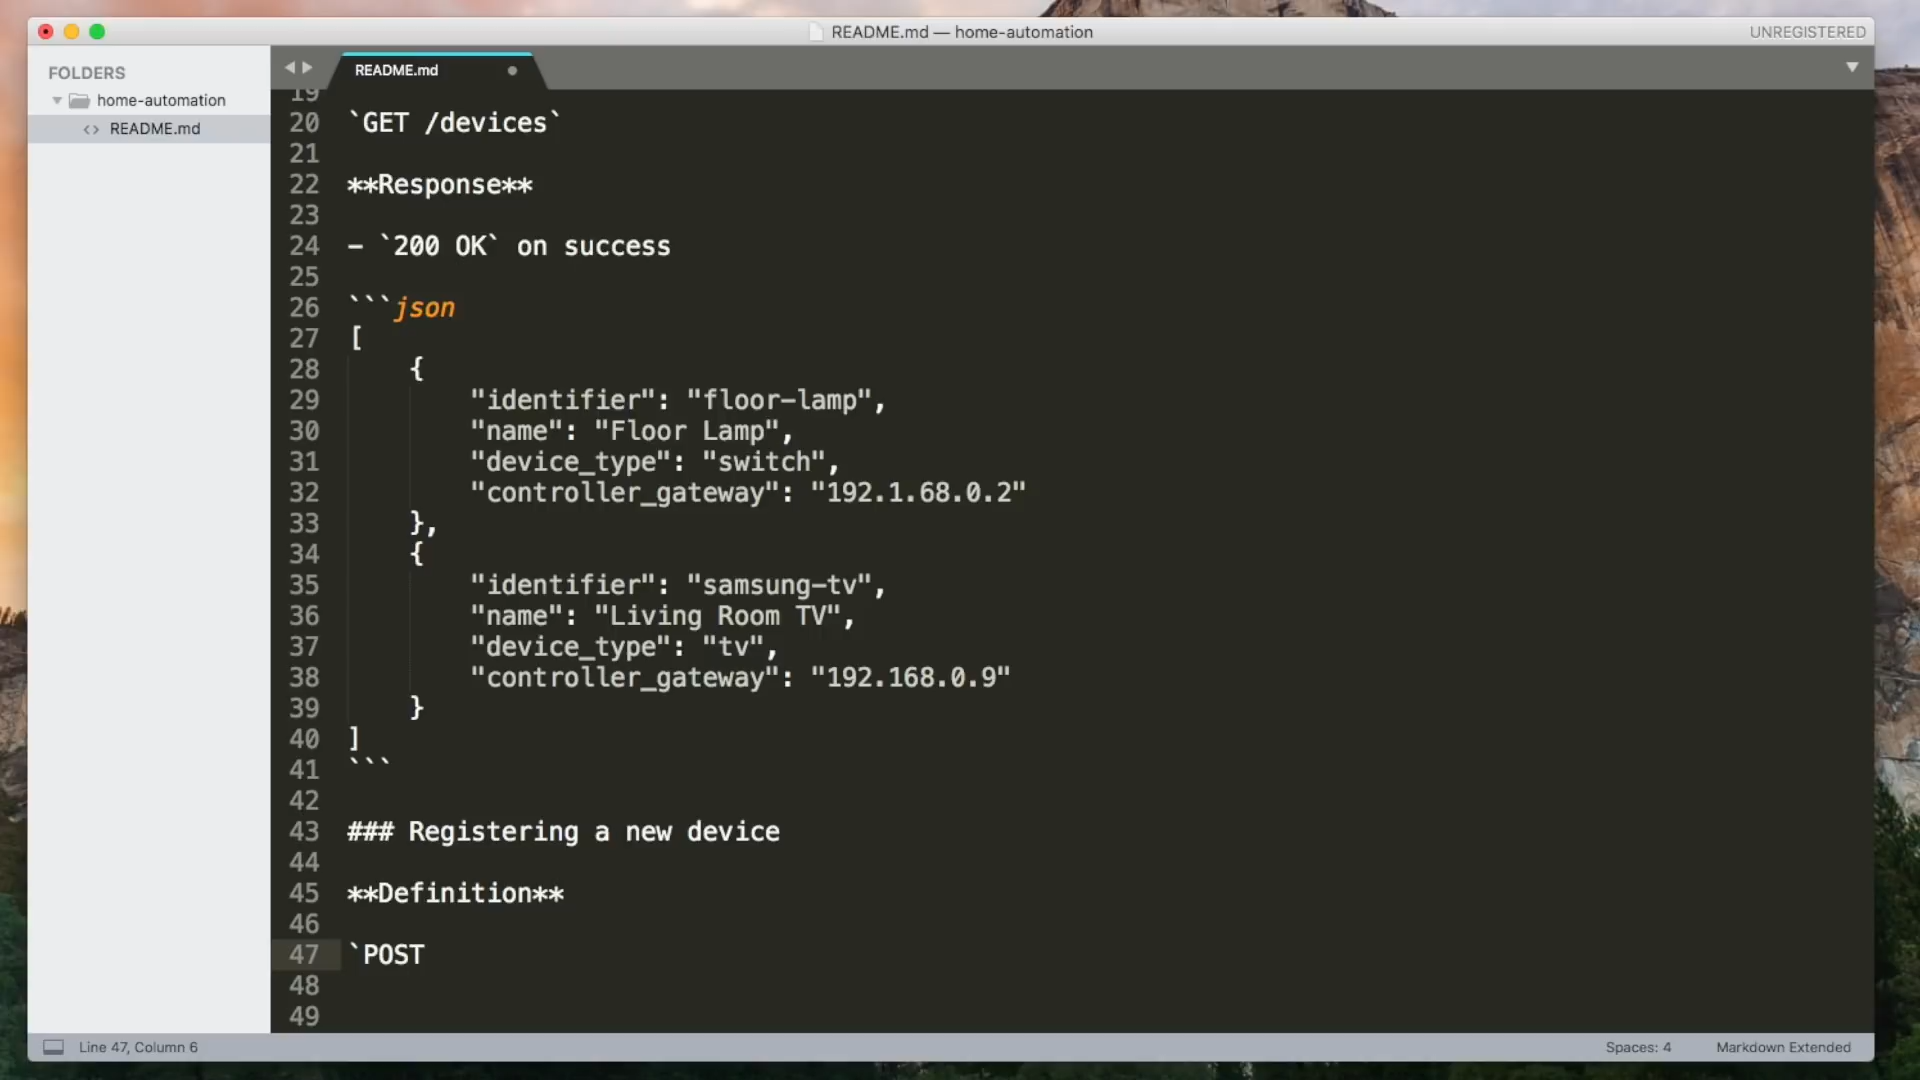 README.md — home-automation
UNREGISTERED
FOLDERS
home-automation
<> README.md
README.md
19
20 `GET /devices`
21
22 **Response**
23
24 - `200 OK` on success
25
26 ```json
27 [
28     {
29         "identifier": "floor-lamp",
30         "name": "Floor Lamp",
31         "device_type": "switch",
32         "controller_gateway": "192.1.68.0.2"
33     },
34     {
35         "identifier": "samsung-tv",
36         "name": "Living Room TV",
37         "device_type": "tv",
38         "controller_gateway": "192.168.0.9"
39     }
40 ]
41 ```
42
43 ### Registering a new device
44
45 **Definition**
46
47 `POST
48
49
Line 47, Column 6
Spaces: 4
Markdown Extended